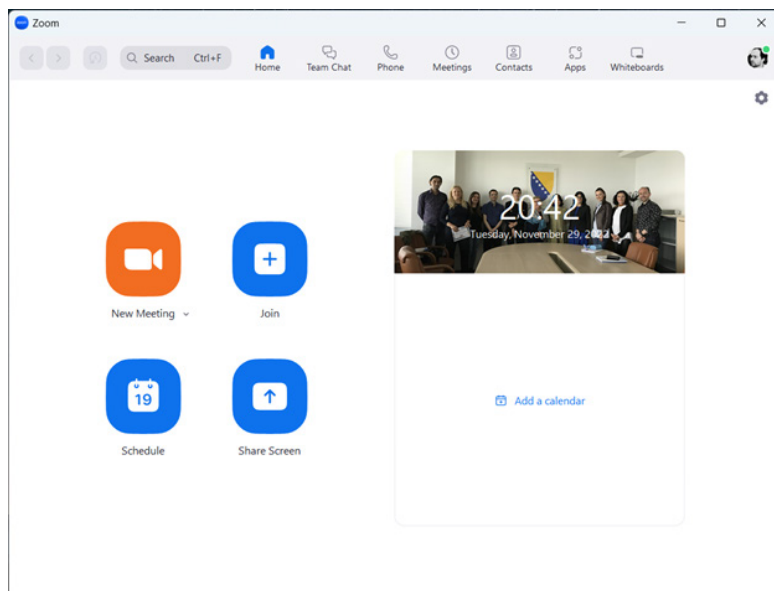 Zoom
Search Ctrl+F
Home
Team Chat
Phone
Meetings
Contacts
Apps
Whiteboards
20:42
Tuesday, November 29, 2022
New Meeting
Join
19
Schedule
Share Screen
Add a calendar